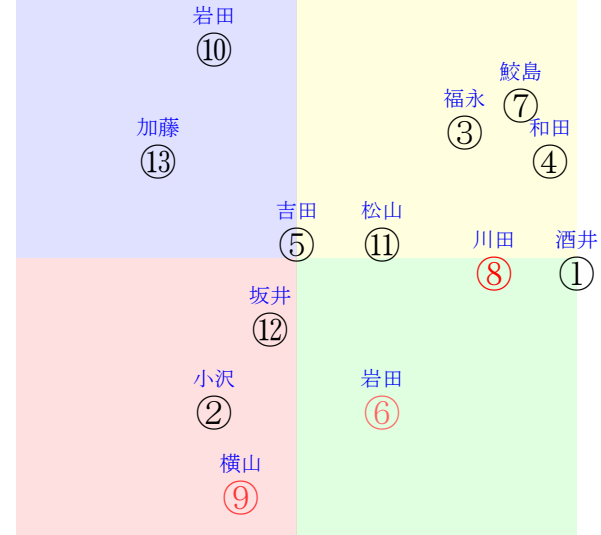 岩田
⑩
鮫島
⑦
福永
③
和田
④
加藤
⑬
吉田
⑤
松山
⑪
川田
⑧
酒井
①
坂井
⑫
小沢
②
岩田
⑥
横山
⑨